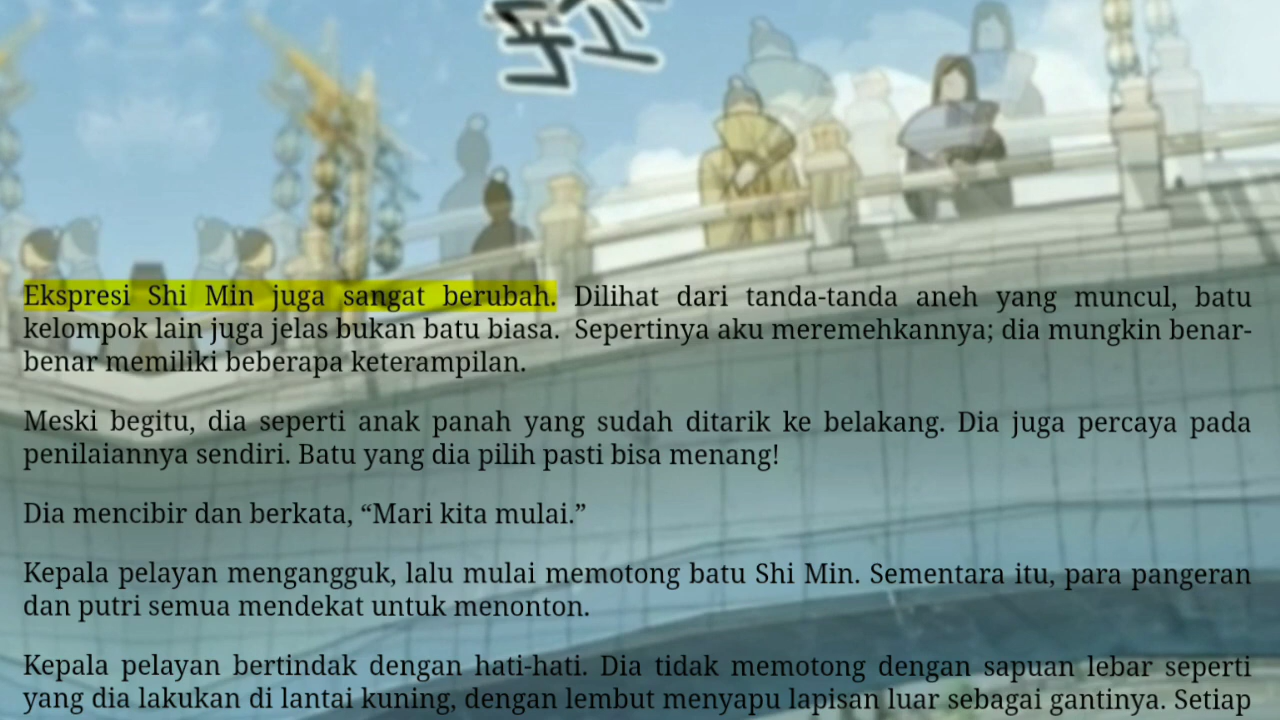 Ekspresi Shi Min juga sangat berubah. Dilihat dari tanda-tanda aneh yang muncul, batu
kelompok lain juga jelas bukan batu biasa. Sepertinya aku meremehkannya; dia mungkin benar-
benar memiliki beberapa keterampilan.
Meski begitu, dia seperti anak panah yang sudah ditarik ke belakang. Dia juga percaya pada
penilaiannya sendiri. Batu yang dia pilih pasti bisa menang!
Dia mencibir dan berkata, “Mari kita mulai.”
Kepala pelayan mengangguk, lalu mulai memotong batu Shi Min. Sementara itu, para pangeran
dan putri semua mendekat untuk menonton.
Kepala pelayan bertindak dengan hati-hati. Dia tidak memotong dengan sapuan lebar seperti
yang dia lakukan di lantai kuning, dengan lembut menyapu lapisan luar sebagai gantinya. Setiap